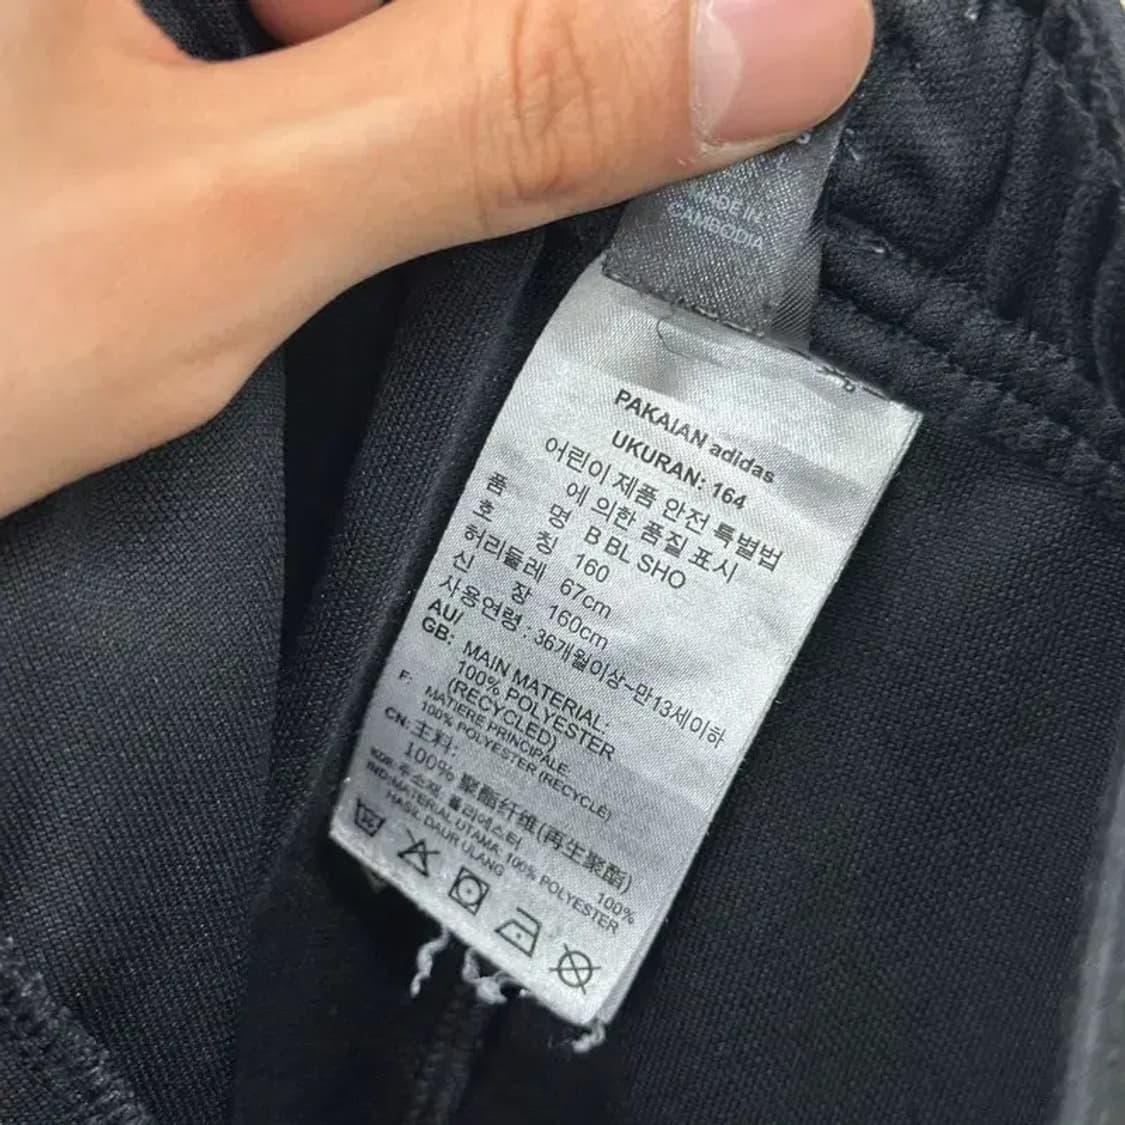 MADE IN
CAMBODIA
PAKAIAN adidas
UKURAN: 164
어린이 제품 안전 특별법
에 의한 품질 표시
품 명 B BL SHO
호 칭 160
허리둘레 67cm
신 장 160cm
사용연령 : 36개월이상~만13세이하
AU/
GB: MAIN MATERIAL:
100% POLYESTER
(RECYCLED)
F: MATIERE PRINCIPALE
100% POLYESTER (RECYCLE)
CN: 主料:
100% 聚酯纤维(再生聚酯)
KOR: 주소재, 폴리에스터 100%
IND:MATERIAL UTAMA: 100% POLYESTER
HASIL DAUR ULANG